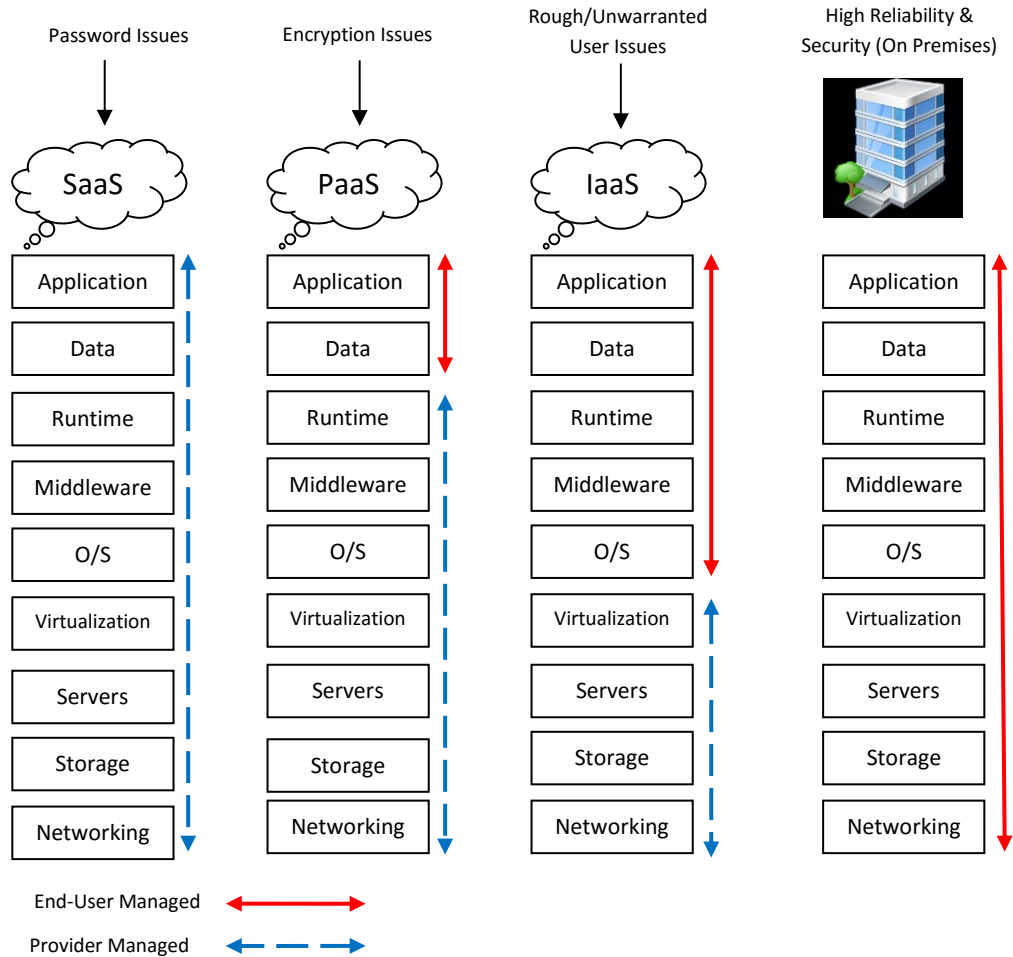 Password Issues
Encryption Issues
Rough/Unwarranted
User Issues
High Reliability &
Security (On Premises)
SaaS
PaaS
IaaS
Application
Data
Runtime
Middleware
O/S
Virtualization
Servers
Storage
Networking
Application
Data
Runtime
Middleware
O/S
Virtualization
Servers
Storage
Networking
Application
Data
Runtime
Middleware
O/S
Virtualization
Servers
Storage
Networking
Application
Data
Runtime
Middleware
O/S
Virtualization
Servers
Storage
Networking
End-User Managed
Provider Managed